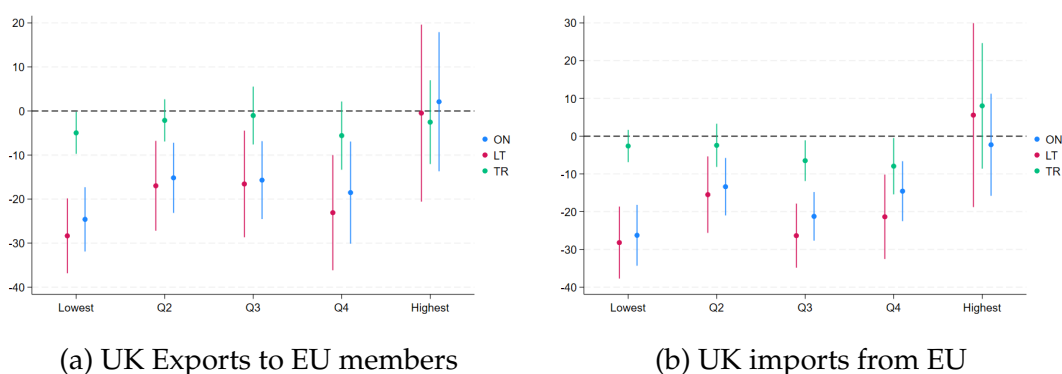 20
10
0
-10
-20
-30
-40
Lowest Q2 Q3 Q4 Highest
ON
LT
TR
(a) UK Exports to EU members
30
20
10
0
-10
-20
-30
-40
Lowest Q2 Q3 Q4 Highest
ON
LT
TR
(b) UK imports from EU